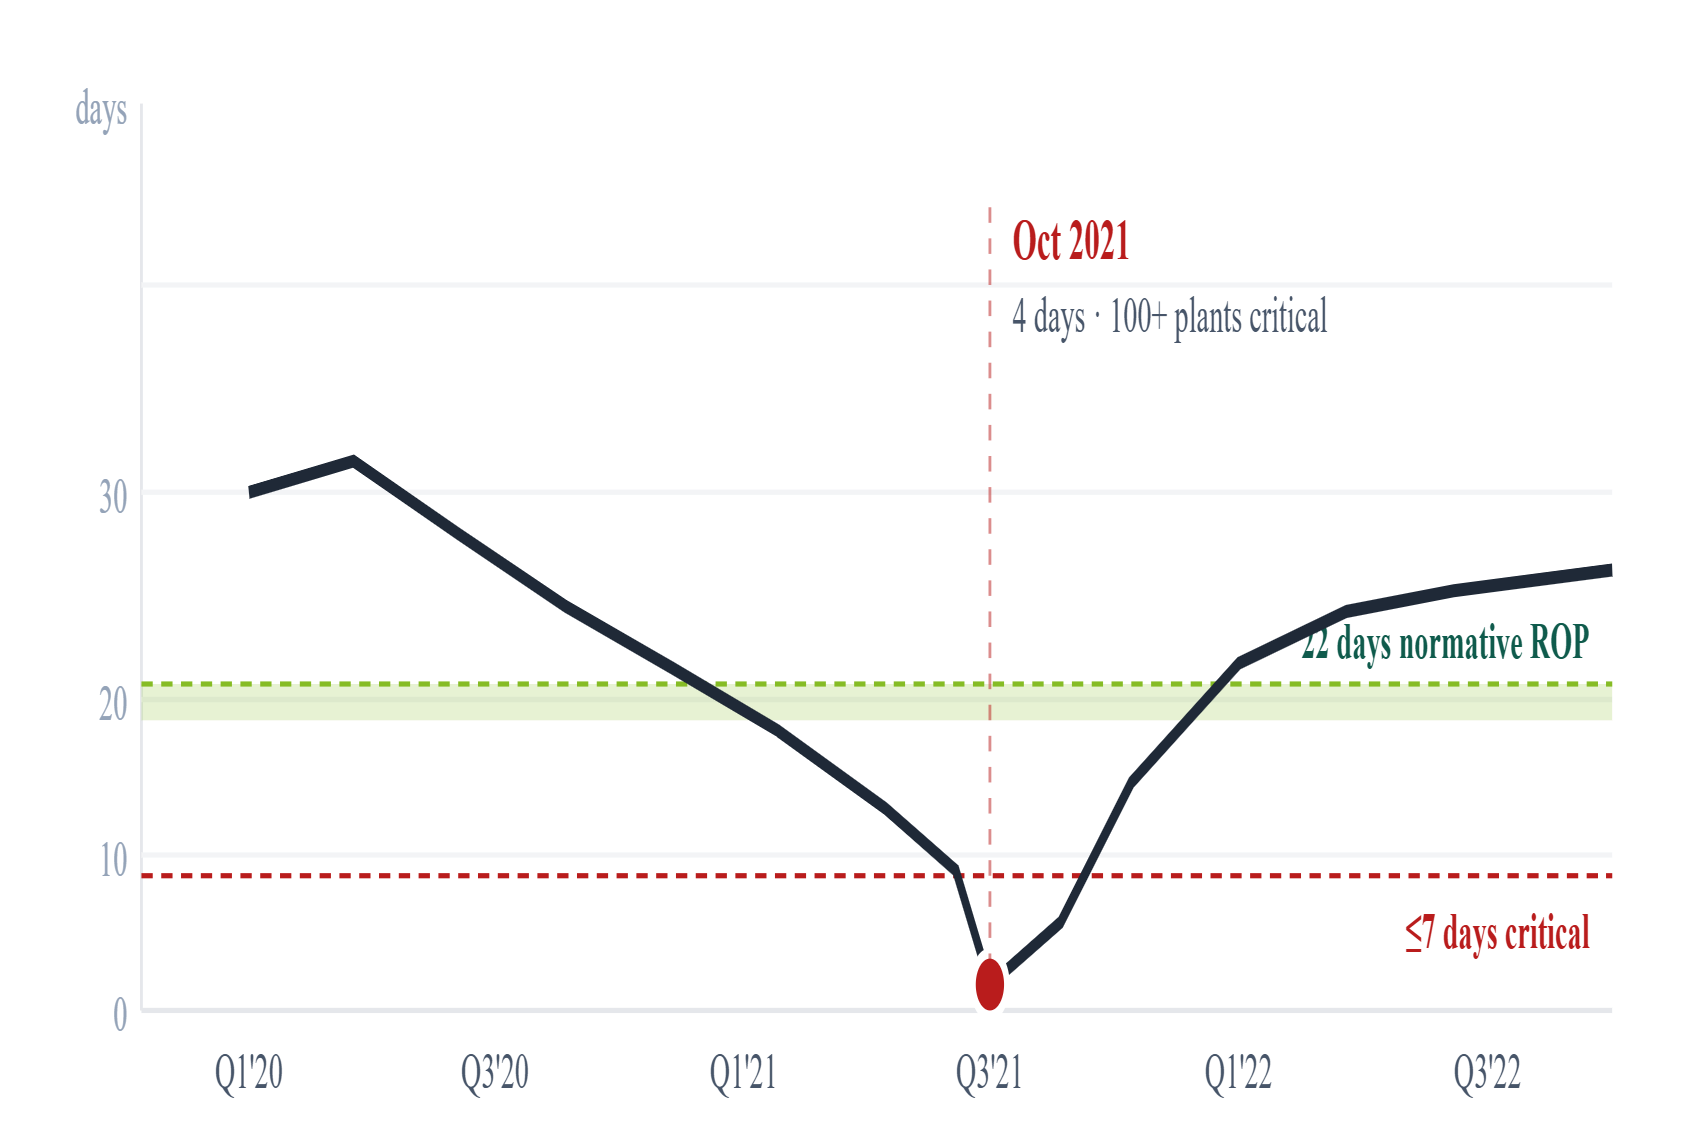 days
Oct 2021
4 days · 100+ plants critical
30
22 days normative ROP
20
10
≤7 days critical
0
Q1'20 Q3'20 Q1'21 Q3'21 Q1'22 Q3'22